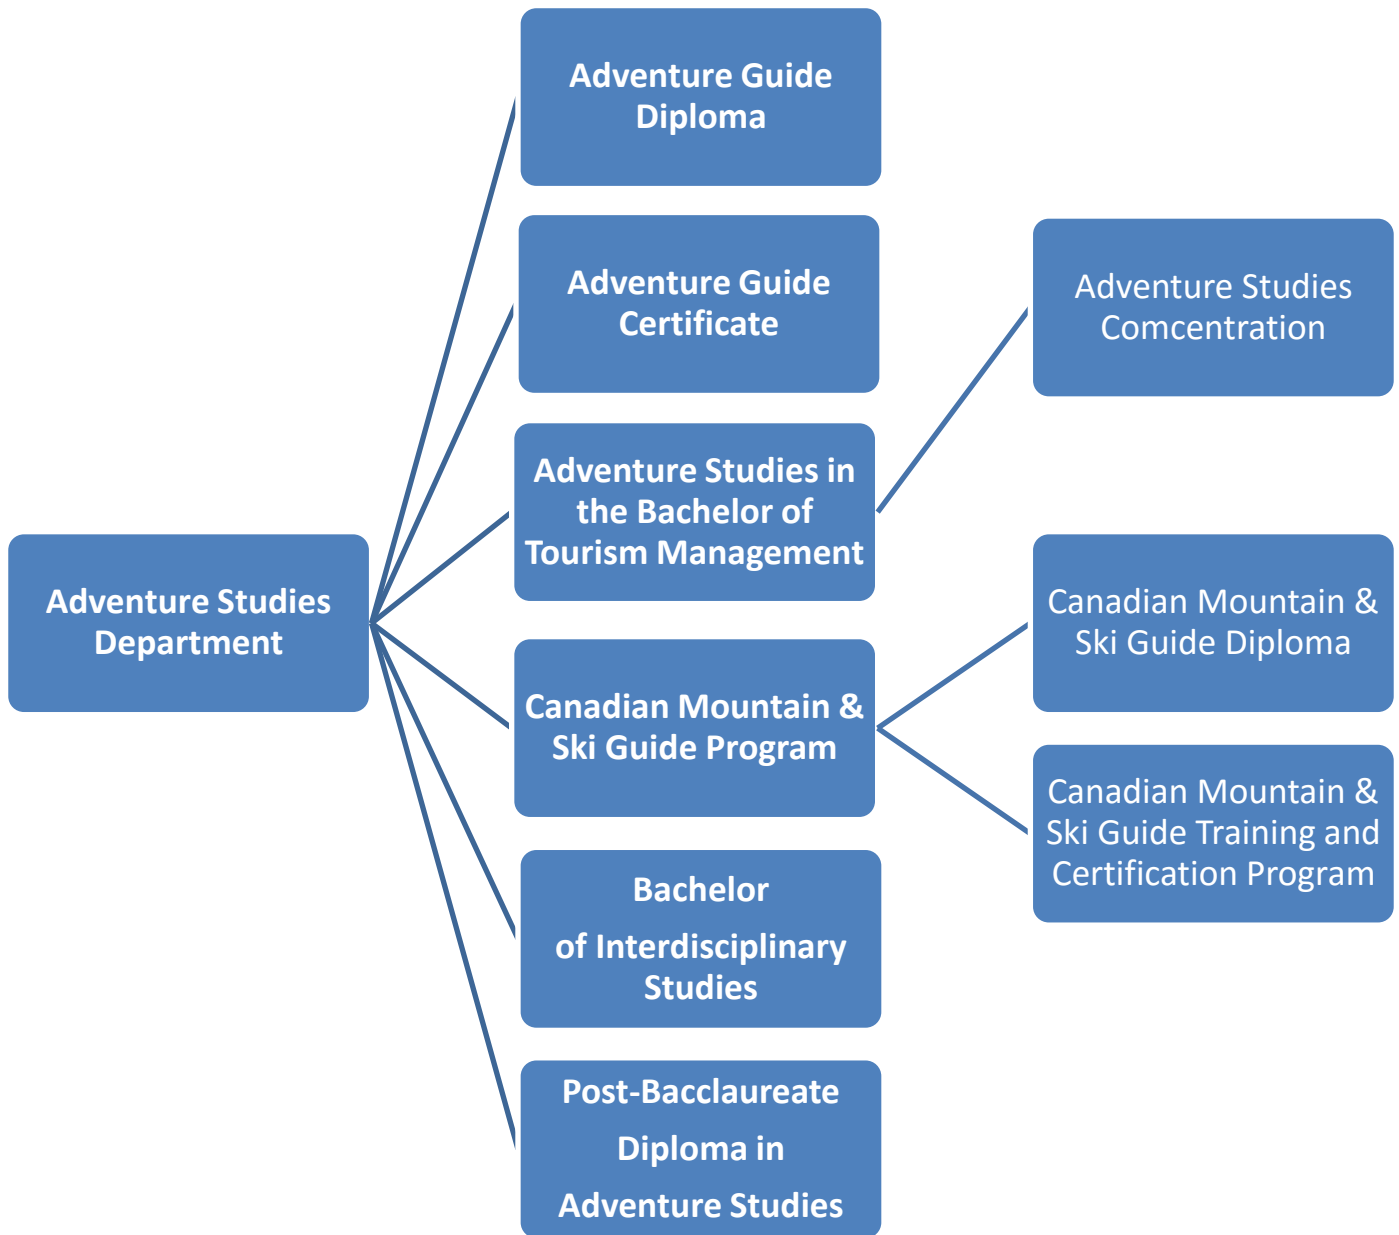 Adventure Guide
Diploma
Adventure Guide
Certificate
Adventure Studies
Comcentration
Adventure Studies in
the Bachelor of
Tourism Management
Adventure Studies
Department
Canadian Mountain &
Ski Guide Diploma
Canadian Mountain &
Ski Guide Program
Canadian Mountain &
Ski Guide Training and
Certification Program
Bachelor
of Interdisciplinary
Studies
Post-Bacclaureate
Diploma in
Adventure Studies